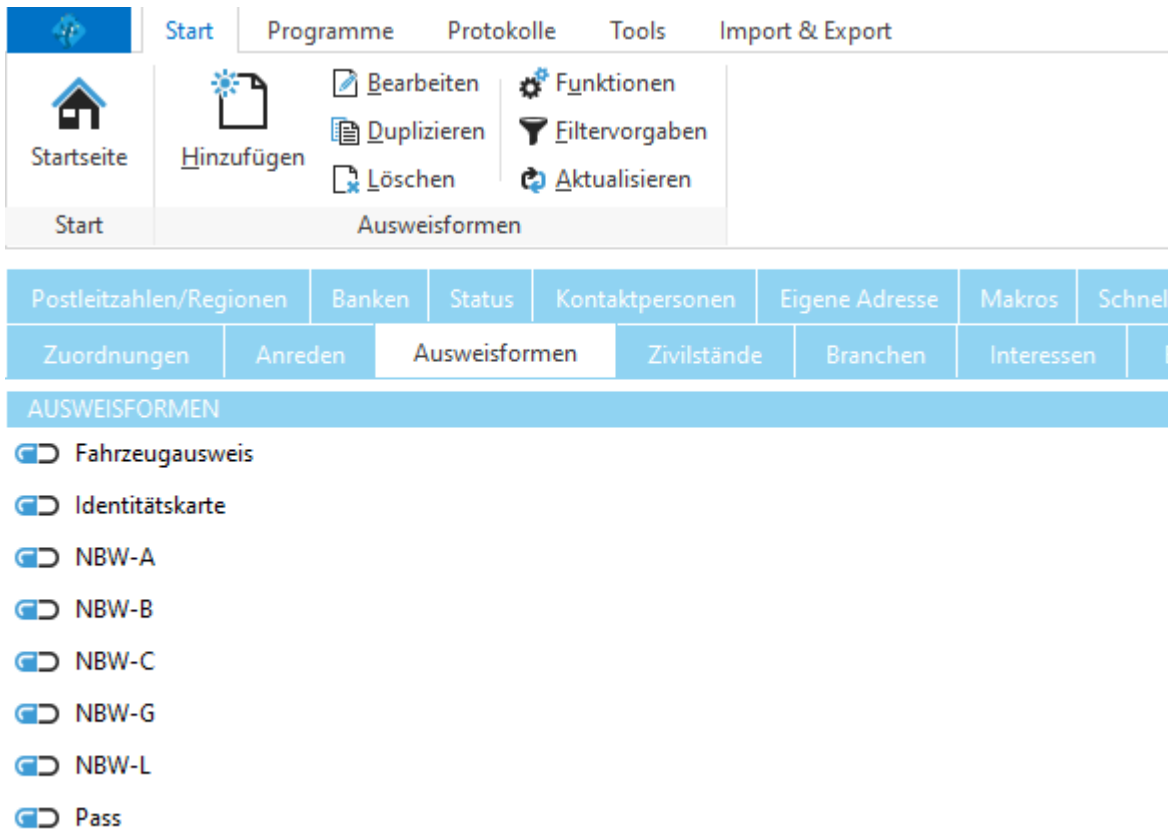 Start Programme Protokolle Tools Import & Export
Bearbeiten Funktionen
Duplizieren Filtervorgaben
Startseite Hinzufügen
Löschen Aktualisieren
Start Ausweisformen
Postleitzahlen/Regionen Banken Status Kontaktpersonen Eigene Adresse Makros
Zuordnungen Anreden Ausweisformen Zivilstände Branchen Interessen
AUSWEISFORMEN
Fahrzeugausweis
Identitätskarte
NBW-A
NBW-B
NBW-C
NBW-G
NBW-L
Pass